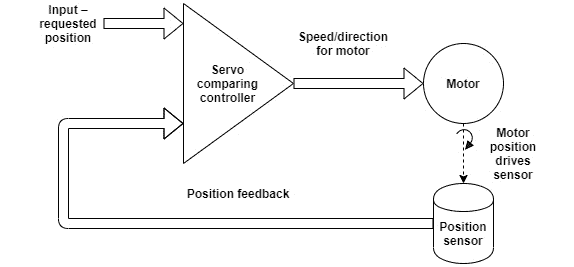 Input –
requested
position
Speed/direction
for motor
Servo
comparing
controller
Motor
Motor
position
drives
sensor
Position feedback
Position
sensor